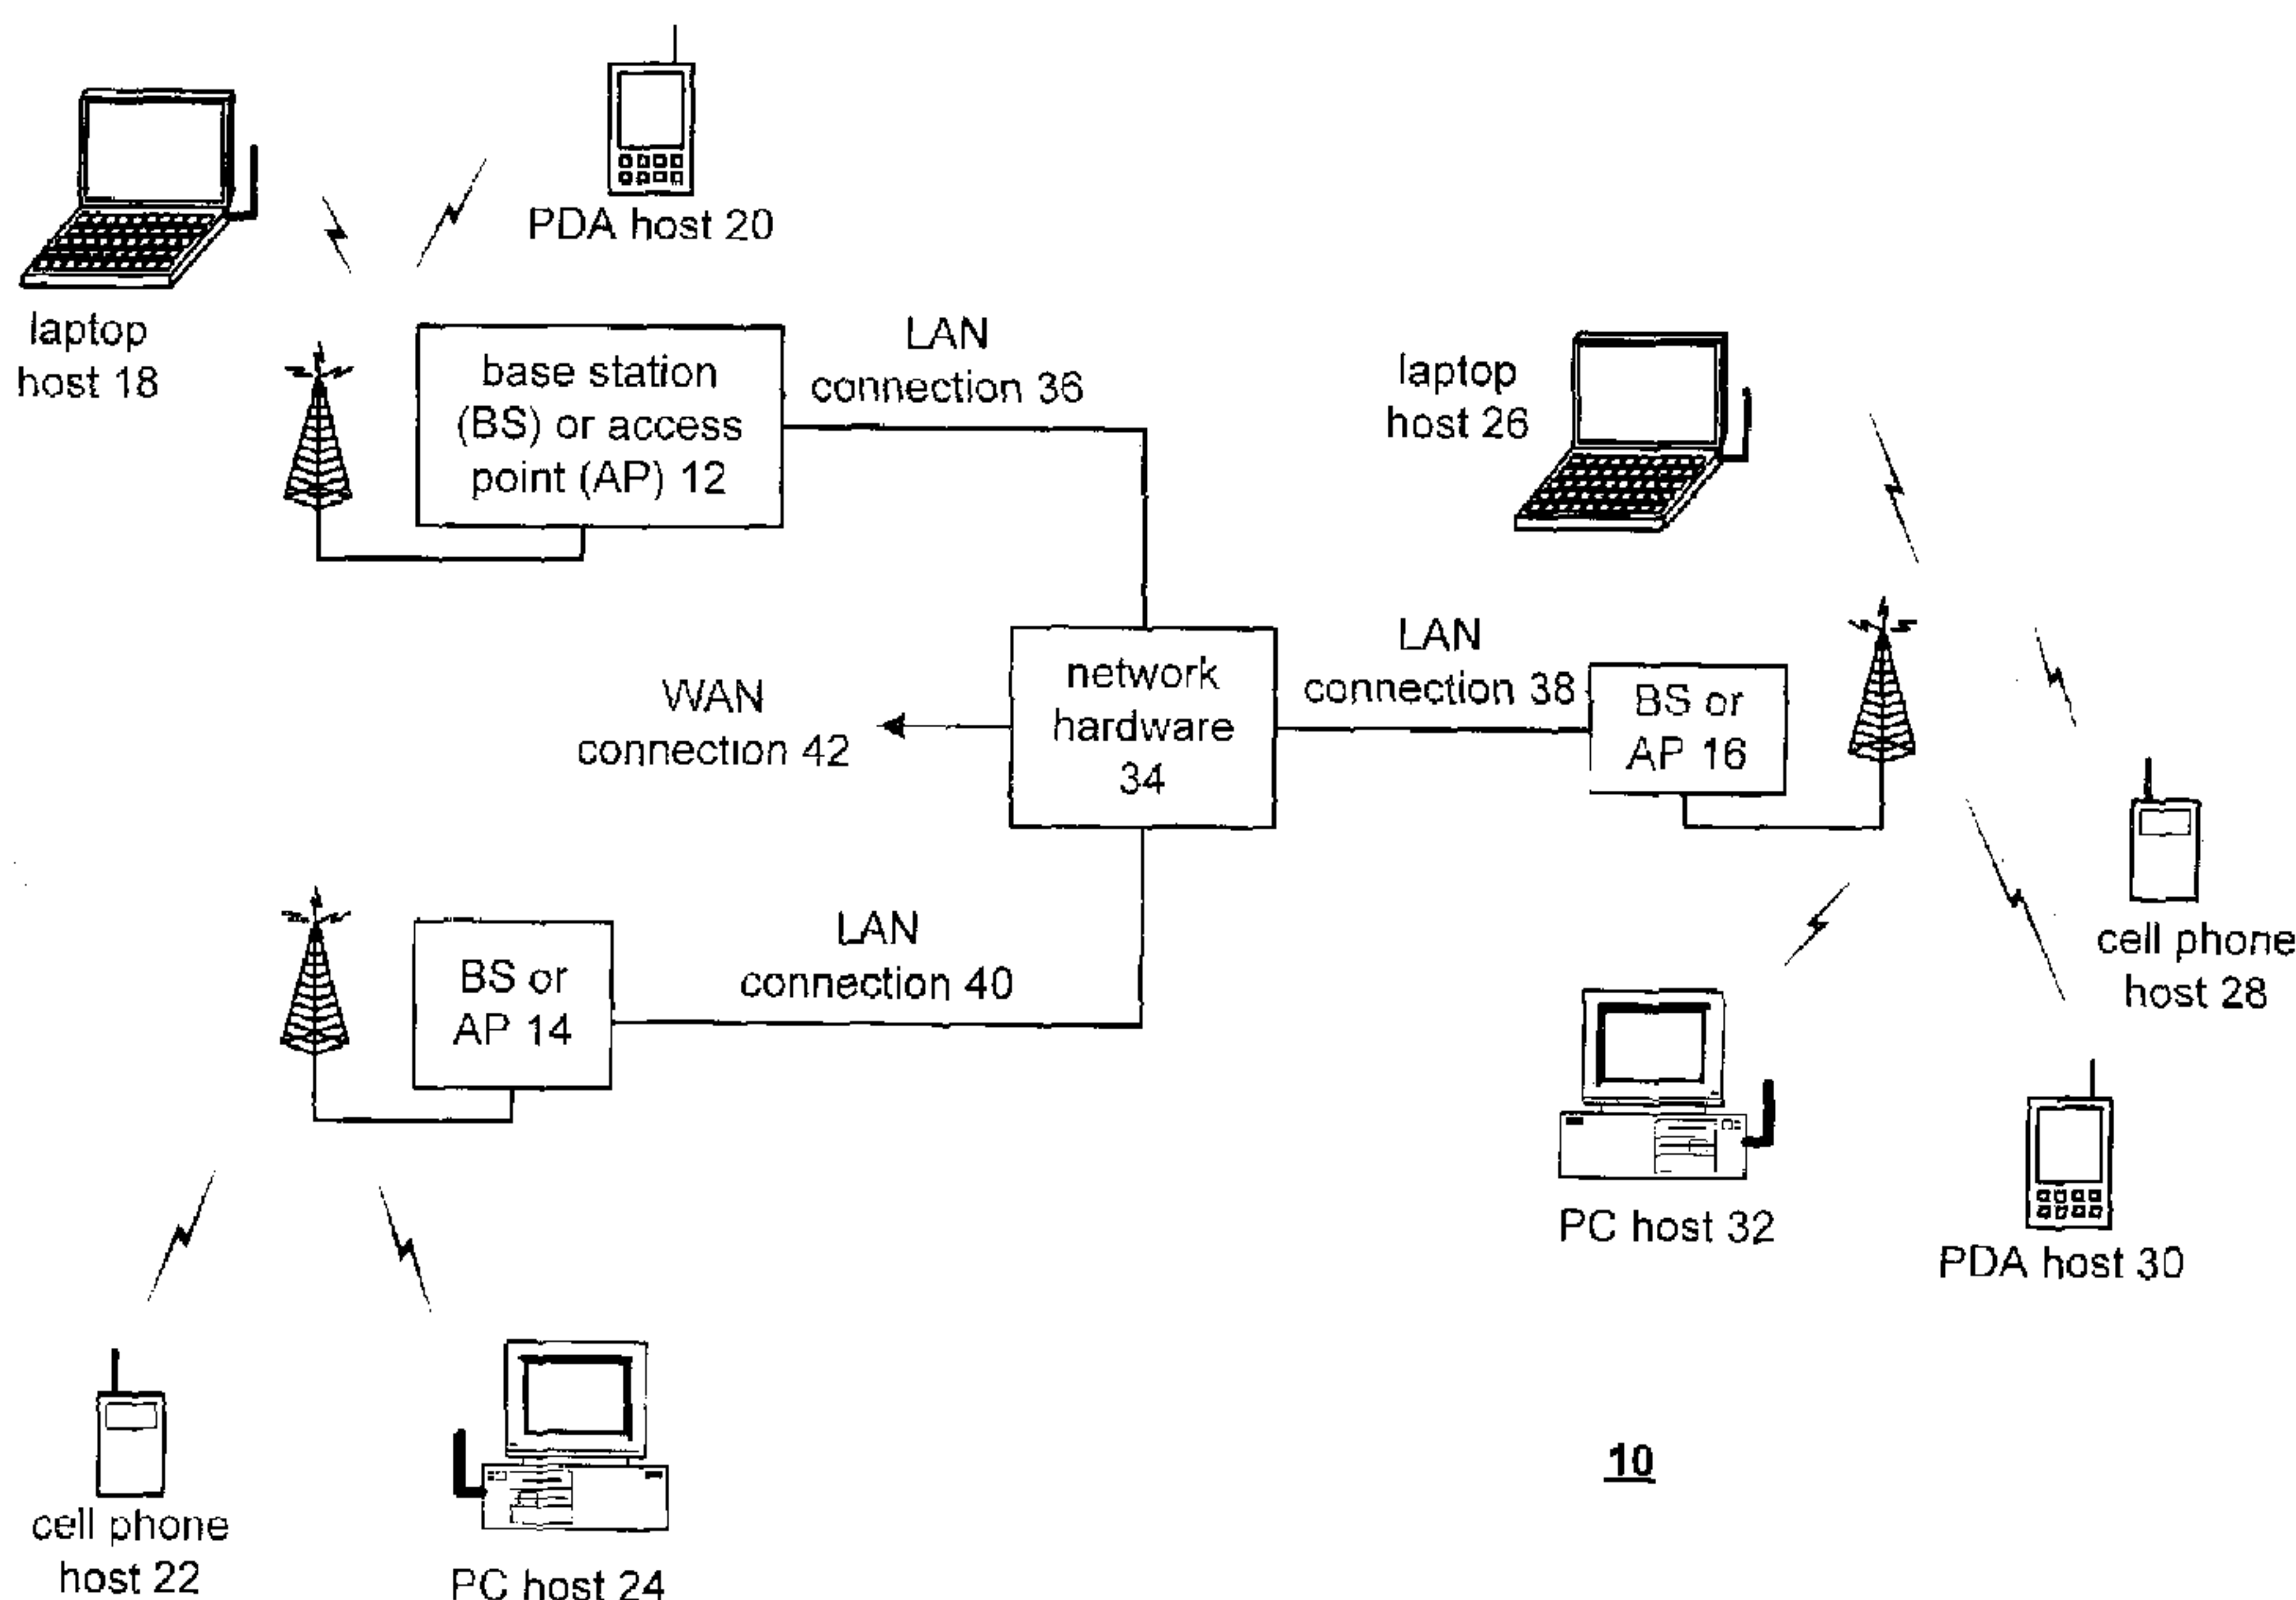 PDA host 20
laptop
host 18
base station
(BS) or access
point (AP) 12
LAN
connection 36
laptop
host 26
network
hardware
34
LAN
connection 38
BS or
AP 16
WAN
connection 42
cell phone
host 28
BS or
AP 14
LAN
connection 40
PC host 32
PDA host 30
cell phone
host 22
PC host 24
10